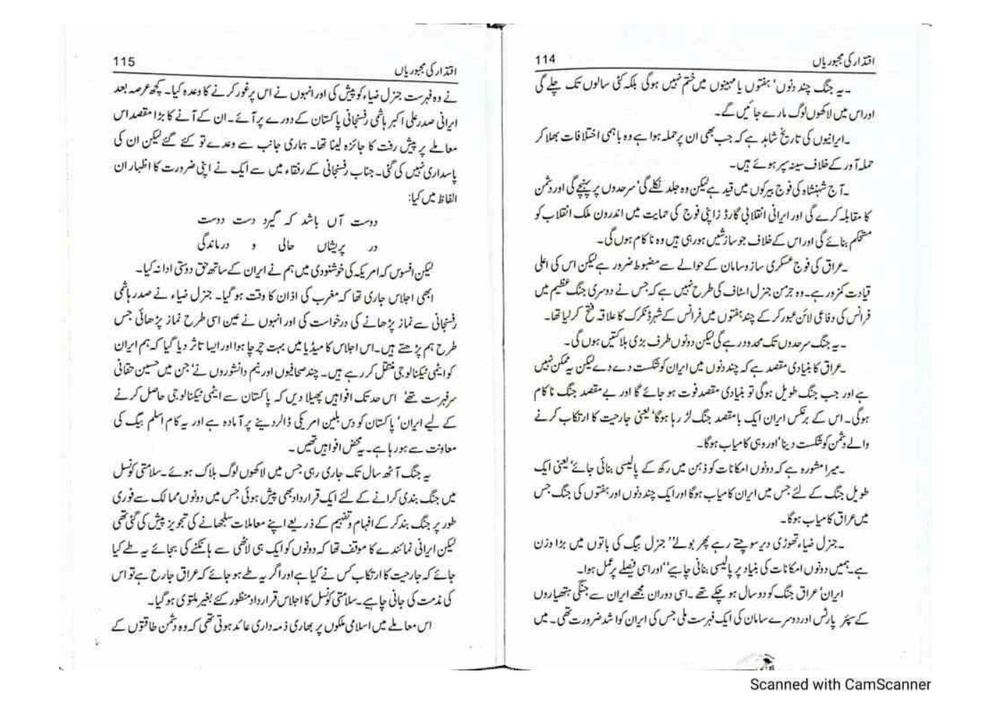 اقتدار کی مجبوریاں 114
۔یہ جنگ چند دنوں، ہفتوں یا مہینوں میں ختم نہیں ہوگی بلکہ کئی سالوں تک چلے گی
اور اس میں لاکھوں لوگ مارے جائیں گے۔
۔ایرانیوں کی تاریخ شاہد ہے کہ جب بھی ان پر حملہ ہوا ہے وہ باہمی اختلافات بھلا کر
حملہ آور کے خلاف سینہ سپر ہوئے ہیں۔
۔آج شہنشاہ کی فوج بیرکوں میں قید ہے لیکن وہ جلد نکلے گی، سرحدوں پر پہنچے گی اور دشمن
کا مقابلہ کرے گی اور ایرانی انقلابی گارڈز اپنی فوج کی حمایت میں اندرون ملک انقلاب کو
مستحکم بنائے گی اور اس کے خلاف جو سازشیں ہو رہی ہیں وہ ناکام ہوں گی۔
۔عراق کی فوج عسکری ساز و سامان کے حوالے سے مضبوط ضرور ہے لیکن اس کی اعلی
قیادت کمزور ہے۔ وہ جرمن جنرل اسٹاف کی طرح نہیں ہے کہ جس نے دوسری جنگ عظیم میں
فرانس کی دفاعی لائن عبور کر کے چند ہفتوں میں فرانس کے شہر ڈنکرک کا علاقہ فتح کر لیا تھا۔
۔یہ جنگ سرحدوں تک محدود رہے گی لیکن دونوں طرف بڑی ہلاکتیں ہوں گی۔
۔عراق کا بنیادی مقصد ہے کہ چند دنوں میں ایران کو شکست دے دے لیکن یہ ممکن نہیں
ہے اور جب جنگ طویل ہوگی تو بنیادی مقصد فوت ہو جائے گا اور بے مقصد جنگ ناکام
ہوگی۔ اس کے برعکس ایران ایک با مقصد جنگ لڑ رہا ہوگا، یعنی جارحیت کا ارتکاب کرنے
والے دشمن کو شکست دینا، اور وہی کامیاب ہوگا۔
۔میرا مشورہ ہے کہ دونوں امکانات کو ذہن میں رکھ کے پالیسی بنائی جائے، یعنی ایک
طویل جنگ کے لئے جس میں ایران کامیاب ہوگا اور ایک چند دنوں اور ہفتوں کی جنگ جس
میں عراق کامیاب ہوگا۔
۔جنرل ضیاء تھوڑی دیر سوچتے رہے پھر بولے ’’جنرل بیگ کی باتوں میں بڑا وزن
ہے۔ ہمیں دونوں امکانات کی بنیاد پر پالیسی بنانی چاہیے‘‘ اور اسی فیصلے پر عمل ہوا۔
ایران، عراق جنگ کو دو سال ہو چکے تھے۔ اسی دوران مجھے ایران سے جنگی ہتھیاروں
کے سپیئر پارٹس اور دوسرے سامان کی ایک فہرست ملی جس کی ایران کو اشد ضرورت تھی۔ میں
اقتدار کی مجبوریاں 115
نے وہ فہرست جنرل ضیاء کو پیش کی اور انہوں نے اس پر غور کرنے کا وعدہ کیا۔ کچھ عرصہ بعد
ایرانی صدر علی اکبر ہاشمی رفسنجانی پاکستان کے دورے پر آئے۔ ان کے آنے کا بڑا مقصد اس
معاملے پر پیش رفت کا جائزہ لینا تھا۔ ہماری جانب سے وعدے تو کئے گئے لیکن ان کی
پاسداری نہیں کی گئی۔ جناب رفسنجانی کے رفقاء میں سے ایک نے اپنی ضرورت کا اظہار ان
الفاظ میں کیا:
دوست آں باشد کہ گیرد دست دوست
در پریشاں حالی و درماندگی
لیکن افسوس کہ امریکہ کی خوشنودی میں ہم نے ایران کے ساتھ حق دوستی ادا نہ کیا۔
ابھی اجلاس جاری تھا کہ مغرب کی اذان کا وقت ہو گیا۔ جنرل ضیاء نے صدر ہاشمی
رفسنجانی سے نماز پڑھانے کی درخواست کی اور انہوں نے عین اسی طرح نماز پڑھائی جس
طرح ہم پڑھتے ہیں۔ اس اجلاس کا میڈیا میں بہت چرچا ہوا اور ایسا تاثر دیا گیا کہ ہم ایران
کو ایٹمی ٹیکنالوجی منتقل کر رہے ہیں۔ چند صحافیوں اور نیم دانشوروں نے، جن میں حسین حقانی
سرفہرست تھے، اس حد تک افواہیں پھیلا دیں کہ پاکستان سے ایٹمی ٹیکنالوجی حاصل کرنے
کے لیے ایران، پاکستان کو دس بلین امریکی ڈالر دینے پر آمادہ ہے اور یہ کام اسلم بیگ کی
معاونت سے ہو رہا ہے۔ یہ محض افواہیں تھیں۔
یہ جنگ آٹھ سال تک جاری رہی جس میں لاکھوں لوگ ہلاک ہوئے۔ سلامتی کونسل
میں جنگ بندی کرانے کے لئے ایک قرارداد بھی پیش ہوئی جس میں دونوں ممالک سے فوری
طور پر جنگ بند کر کے افہام و تفہیم کے ذریعے اپنے معاملات سلجھانے کی تجویز پیش کی گئی تھی
لیکن ایرانی نمائندے کا موقف تھا کہ دونوں کو ایک ہی لاٹھی سے ہانکنے کی بجائے یہ طے کیا
جائے کہ جارحیت کا ارتکاب کس نے کیا ہے اور اگر یہ طے ہو جائے کہ عراق جارح ہے تو اس
کی مذمت کی جانی چاہیے۔ سلامتی کونسل کا اجلاس قرارداد منظور کئے بغیر ملتوی ہو گیا۔
اس معاملے میں اسلامی ملکوں پر بھاری ذمہ داری عائد ہوتی تھی کہ وہ دشمن طاقتوں کے
Scanned with CamScanner